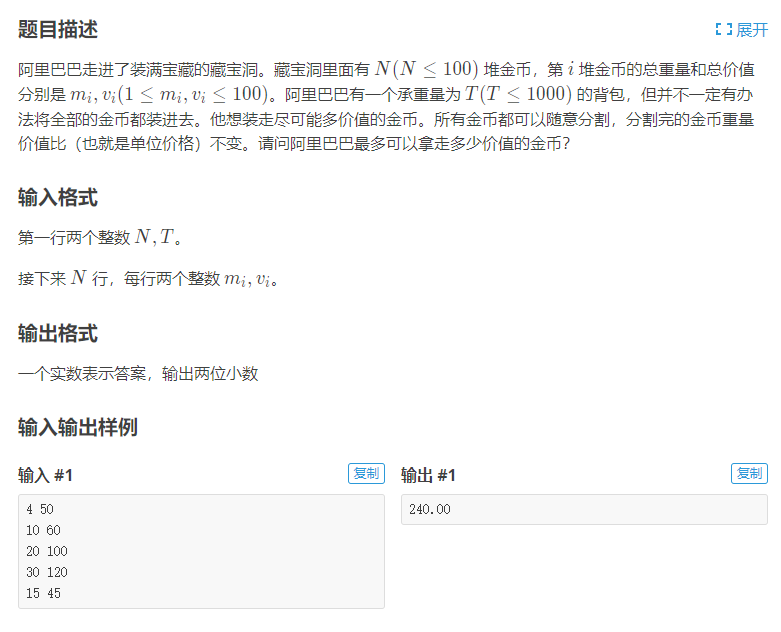 题目描述
展开
阿里巴巴走进了装满宝藏的藏宝洞。藏宝洞里面有 N(N ≤ 100) 堆金币，第 i 堆金币的总重量和总价值
分别是 m_i, v_i(1 ≤ m_i, v_i ≤ 100)。阿里巴巴有一个承重量为 T(T ≤ 1000) 的背包，但并不一定有办
法将全部的金币都装进去。他想装走尽可能多价值的金币。所有金币都可以随意分割，分割完的金币重量
价值比（也就是单位价格）不变。请问阿里巴巴最多可以拿走多少价值的金币？
输入格式
第一行两个整数 N, T。
接下来 N 行，每行两个整数 m_i, v_i。
输出格式
一个实数表示答案，输出两位小数
输入输出样例
输入 #1
复制
4 50
10 60
20 100
30 120
15 45
输出 #1
复制
240.00